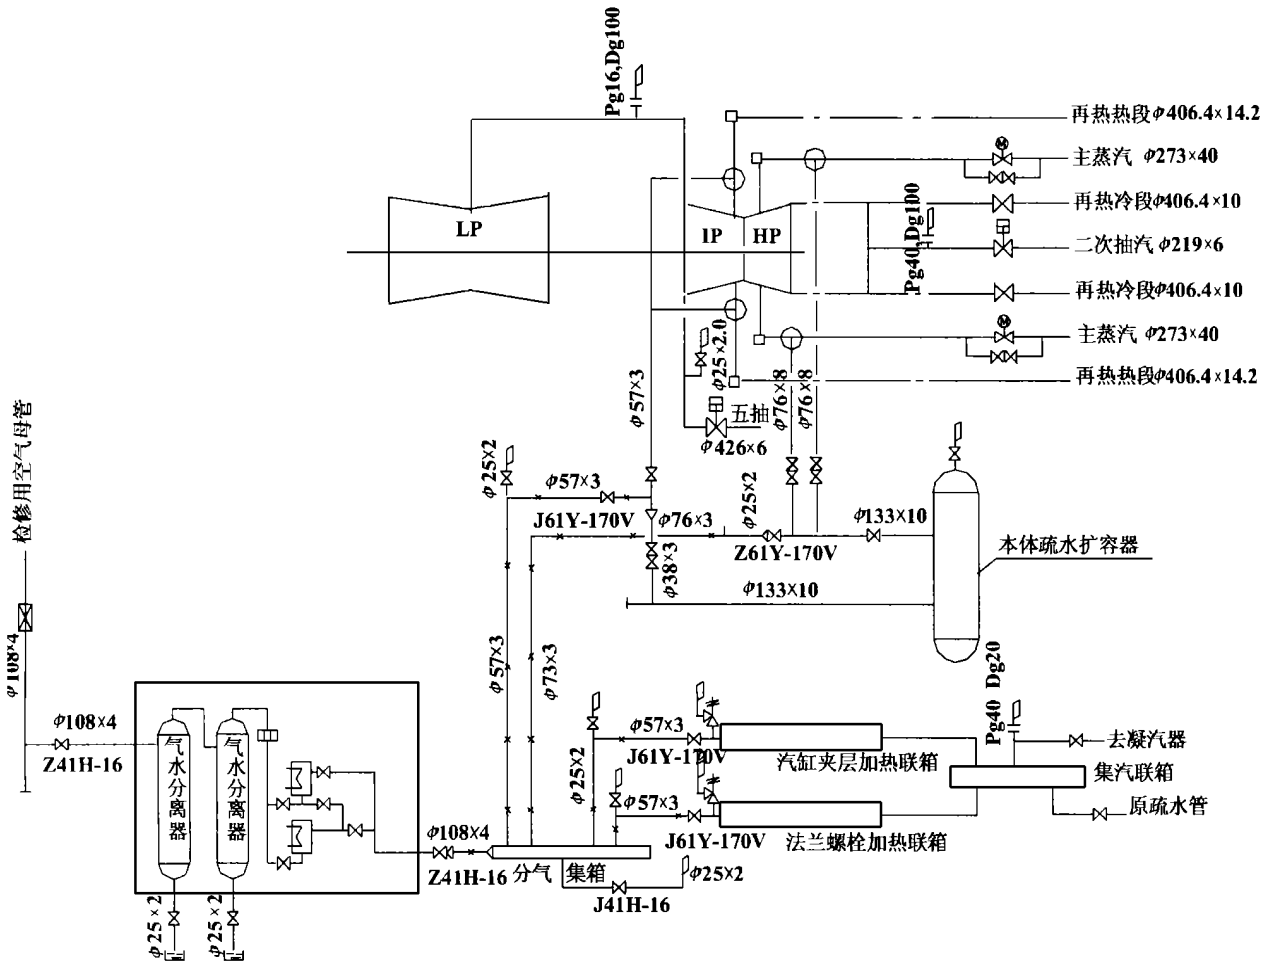 Pg16,Dg100
再热热段φ406.4×14.2
M
主蒸汽 φ273×40
再热冷段φ406.4×10
Pg40,Dg100
二次抽汽 φ219×6
再热冷段φ406.4×10
M
主蒸汽 φ273×40
再热热段φ406.4×14.2
LP
IP
HP
φ57×3
φ25×2.0
φ76×8
φ76×8
五抽
φ426×6
检修用空气母管
φ25×2
φ57×3
J61Y-170V
φ76×3
φ25×2
Z61Y-170V
φ133×10
本体疏水扩容器
φ38×3
φ133×10
φ108×4
φ57×3
φ73×3
φ108×4
Z41H-16
气水分离器
气水分离器
φ25×2
φ25×2
φ108×4
Z41H-16
分气集箱
φ25×2
J41H-16
φ25×2
φ57×3
J61Y-170V
汽缸夹层加热联箱
φ57×3
J61Y-170V
法兰螺栓加热联箱
Pg40 Dg20
去凝汽器
集汽联箱
原疏水管